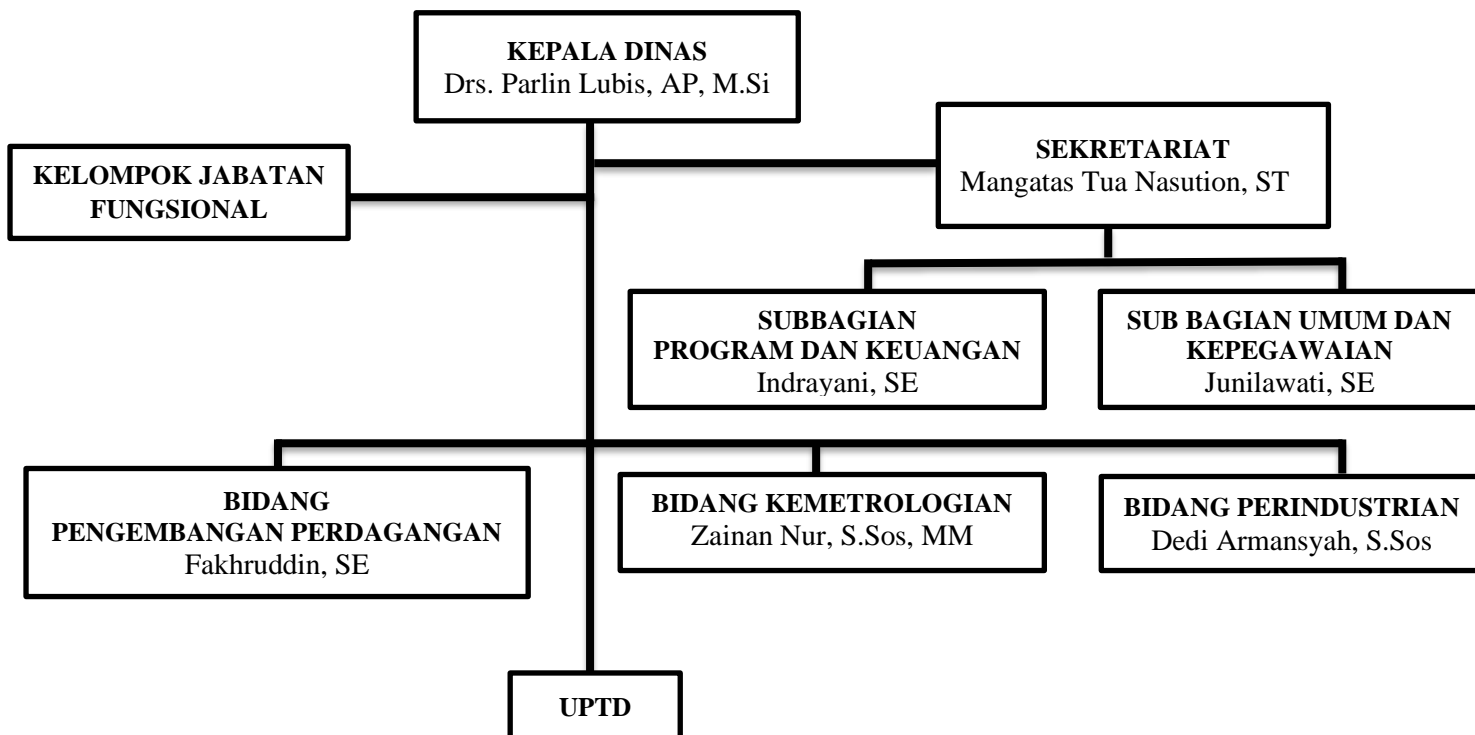 KEPALA DINAS
Drs. Parlin Lubis, AP, M.Si
SEKRETARIAT
Mangatas Tua Nasution, ST
KELOMPOK JABATAN
FUNGSIONAL
SUBBAGIAN
PROGRAM DAN KEUANGAN
Indrayani, SE
SUB BAGIAN UMUM DAN
KEPEGAWAIAN
Junilawati, SE
BIDANG
PENGEMBANGAN PERDAGANGAN
Fakhruddin, SE
BIDANG KEMETROLOGIAN
Zainan Nur, S.Sos, MM
BIDANG PERINDUSTRIAN
Dedi Armansyah, S.Sos
UPTD